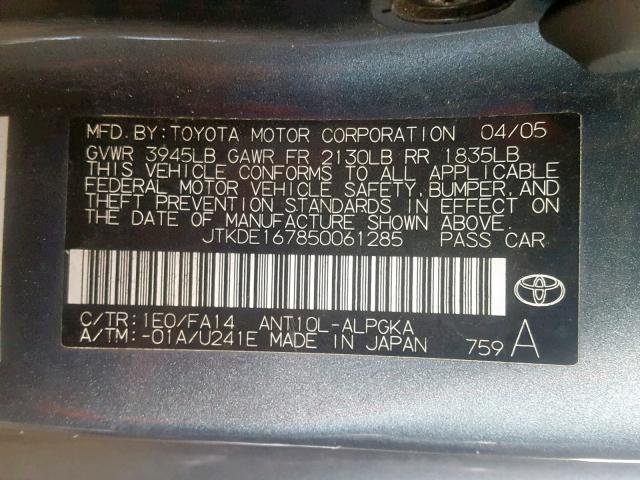 MFD. BY: TOYOTA MOTOR CORPORATION 04/05
GVWR 3945LB GAWR FR 2130LB RR 1835LB
THIS VEHICLE CONFORMS TO ALL APPLICABLE
FEDERAL MOTOR VEHICLE SAFETY, BUMPER, AND
THEFT PREVENTION STANDARDS IN EFFECT ON
THE DATE OF MANUFACTURE SHOWN ABOVE.
JTKDE167850061285 PASS CAR
C/TR: 1E0/FA14 ANT10L-ALPGKA
A/TM: -01A/U241E MADE IN JAPAN 759 A